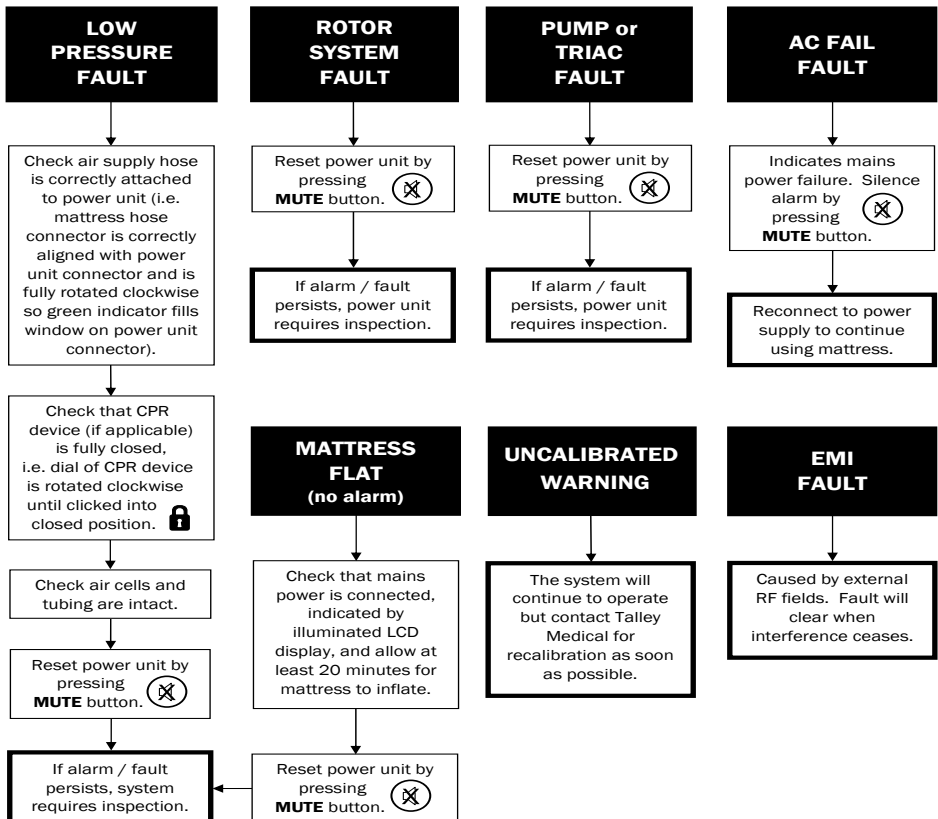 LOW
PRESSURE
FAULT
Check air supply hose
is correctly attached
to power unit (i.e.
mattress hose
connector is correctly
aligned with power
unit connector and is
fully rotated clockwise
so green indicator fills
window on power unit
connector).
Check that CPR
device (if applicable)
is fully closed,
i.e. dial of CPR device
is rotated clockwise
until clicked into
closed position.
Check air cells and
tubing are intact.
Reset power unit by
pressing
MUTE button.
If alarm / fault
persists, system
requires inspection.
ROTOR
SYSTEM
FAULT
Reset power unit by
pressing
MUTE button.
If alarm / fault
persists, power unit
requires inspection.
PUMP or
TRIAC
FAULT
Reset power unit by
pressing
MUTE button.
If alarm / fault
persists, power unit
requires inspection.
AC FAIL
FAULT
Indicates mains
power failure. Silence
alarm by
pressing
MUTE button.
Reconnect to power
supply to continue
using mattress.
MATTRESS
FLAT
(no alarm)
Check that mains
power is connected,
indicated by
illuminated LCD
display, and allow at
least 20 minutes for
mattress to inflate.
Reset power unit by
pressing
MUTE button.
UNCALIBRATED
WARNING
The system will
continue to operate
but contact Talley
Medical for
recalibration as soon
as possible.
EMI
FAULT
Caused by external
RF fields. Fault will
clear when
interference ceases.